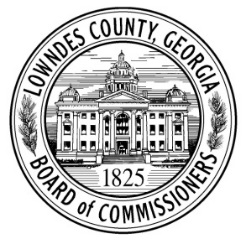 LOWNDES COUNTY, GEORGIA
1825
BOARD of COMMISSIONERS